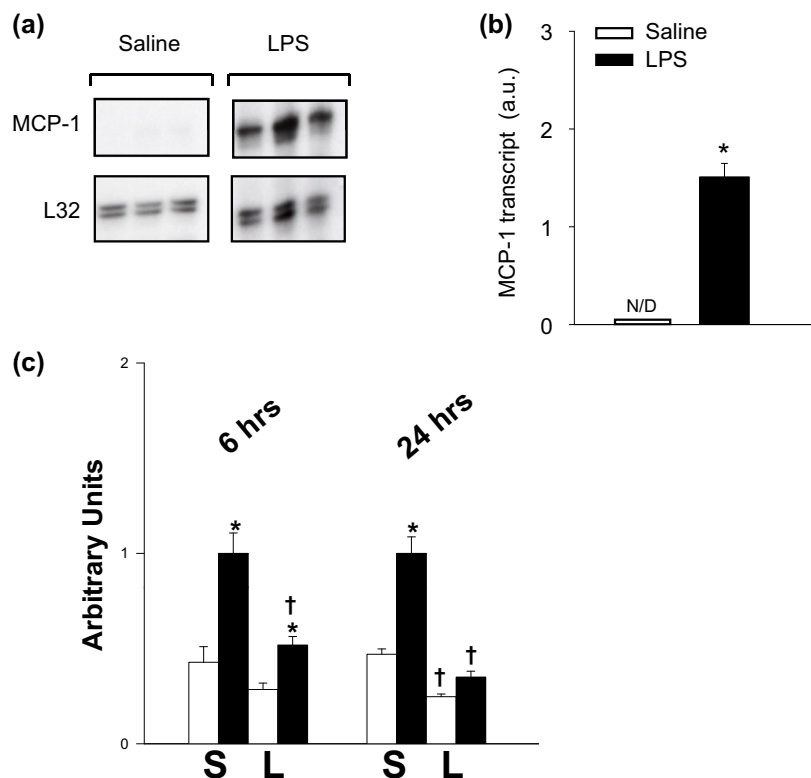 (a)
Saline LPS
MCP-1
L32
(b)
Saline
LPS
MCP-1 transcript (a.u.)
3
2
1
0
*
N/D
(c)
Arbitrary Units
2
1
0
6 hrs
24 hrs
*
†
*
*
†
†
S L S L